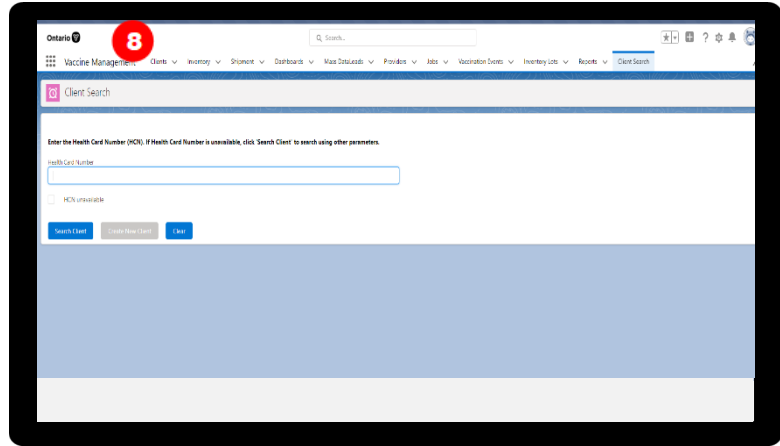 Ontario
8
Search...
Vaccine Management Clients Inventory Shipment Dashboards Mass DataLoads Providers Jobs Vaccination Events Inventory Lots Reports Client Search
Client Search
Enter the Health Card Number (HCN). If Health Card Number is unavailable, click 'Search Client' to search using other parameters.
Health Card Number
HCN unavailable
Search Client Create New Client Clear